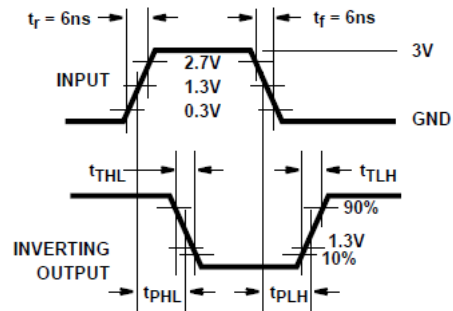 tr = 6ns
tf = 6ns
INPUT
2.7V
1.3V
0.3V
3V
GND
tTHL
tTLH
90%
1.3V
10%
INVERTING
OUTPUT
tPHL
tPLH